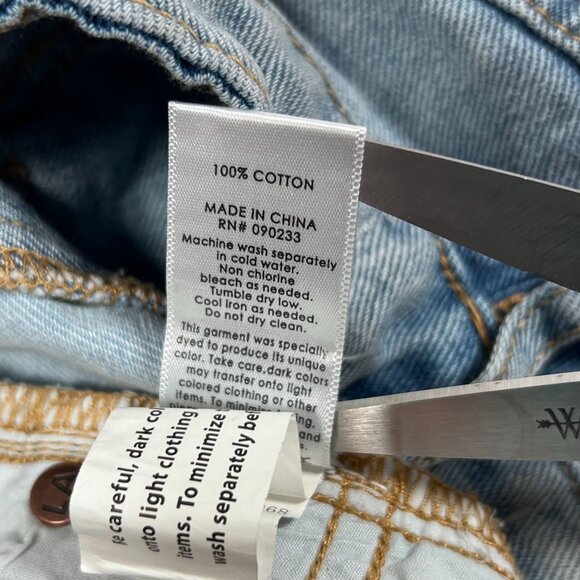 100% COTTON
MADE IN CHINA
RN# 090233
Machine wash separately
in cold water.
Non chlorine
bleach as needed.
Tumble dry low.
Cool iron as needed.
Do not dry clean.
This garment was specially
dyed to produce its unique
color. Take care,dark colors
may transfer onto light
colored clothing or other
items. To minimize
careful, dark
onto light clothing
items. To minimize
wash separately
LA